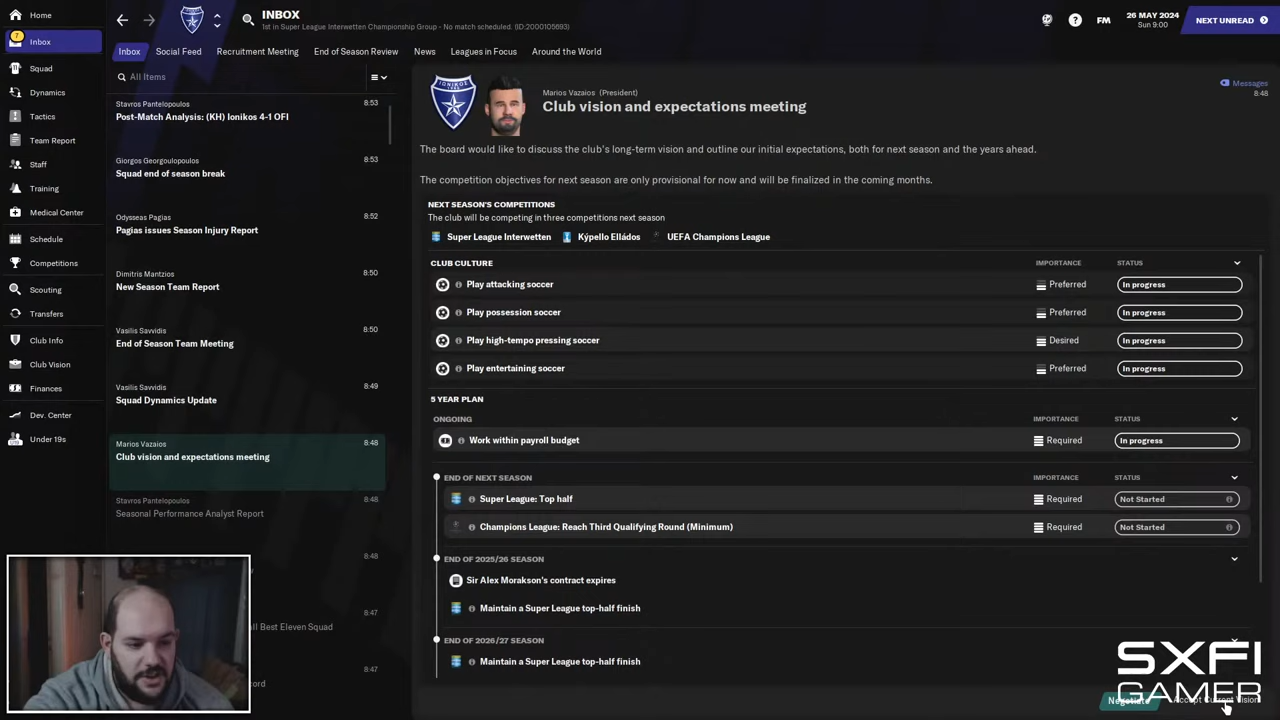 Home
7
Inbox
Squad
Dynamics
Tactics
Team Report
Staff
Training
Medical Center
Schedule
Competitions
Scouting
Transfers
Club Info
Club Vision
Finances
Dev. Center
Under 19s
INBOX
1st in Super League Interwetten Championship Group - No match scheduled. (ID:2000105693)
FM
26 MAY 2024
Sun 9:00
NEXT UNREAD
Inbox
Social Feed
Recruitment Meeting
End of Season Review
News
Leagues in Focus
Around the World
All Items
Stavros Pantelopoulos 8:53
Post-Match Analysis: (KH) Ionikos 4-1 OFI
Giorgos Georgoulopoulos 8:53
Squad end of season break
Odysseas Pagias 8:52
Pagias issues Season Injury Report
Dimitris Mantzios 8:50
New Season Team Report
Vasilis Savvidis 8:50
End of Season Team Meeting
Vasilis Savvidis 8:49
Squad Dynamics Update
Marios Vazaios 8:48
Club vision and expectations meeting
Stavros Pantelopoulos 8:48
Seasonal Performance Analyst Report
8:48
8:47
all Best Eleven Squad
8:47
Marios Vazaios (President)
Club vision and expectations meeting
Messages
8:48
The board would like to discuss the club's long-term vision and outline our initial expectations, both for next season and the years ahead.
The competition objectives for next season are only provisional for now and will be finalized in the coming months.
NEXT SEASON'S COMPETITIONS
The club will be competing in three competitions next season
Super League Interwetten Kýpello Elládos UEFA Champions League
CLUB CULTURE IMPORTANCE STATUS
Play attacking soccer Preferred In progress
Play possession soccer Preferred In progress
Play high-tempo pressing soccer Desired In progress
Play entertaining soccer Preferred In progress
5 YEAR PLAN
ONGOING IMPORTANCE STATUS
Work within payroll budget Required In progress
END OF NEXT SEASON IMPORTANCE STATUS
Super League: Top half Required Not Started
Champions League: Reach Third Qualifying Round (Minimum) Required Not Started
END OF 2025/26 SEASON
Sir Alex Morakson's contract expires
Maintain a Super League top-half finish
END OF 2026/27 SEASON
Maintain a Super League top-half finish
Negotiate
Accept Current Vision
SXFI
GAMER